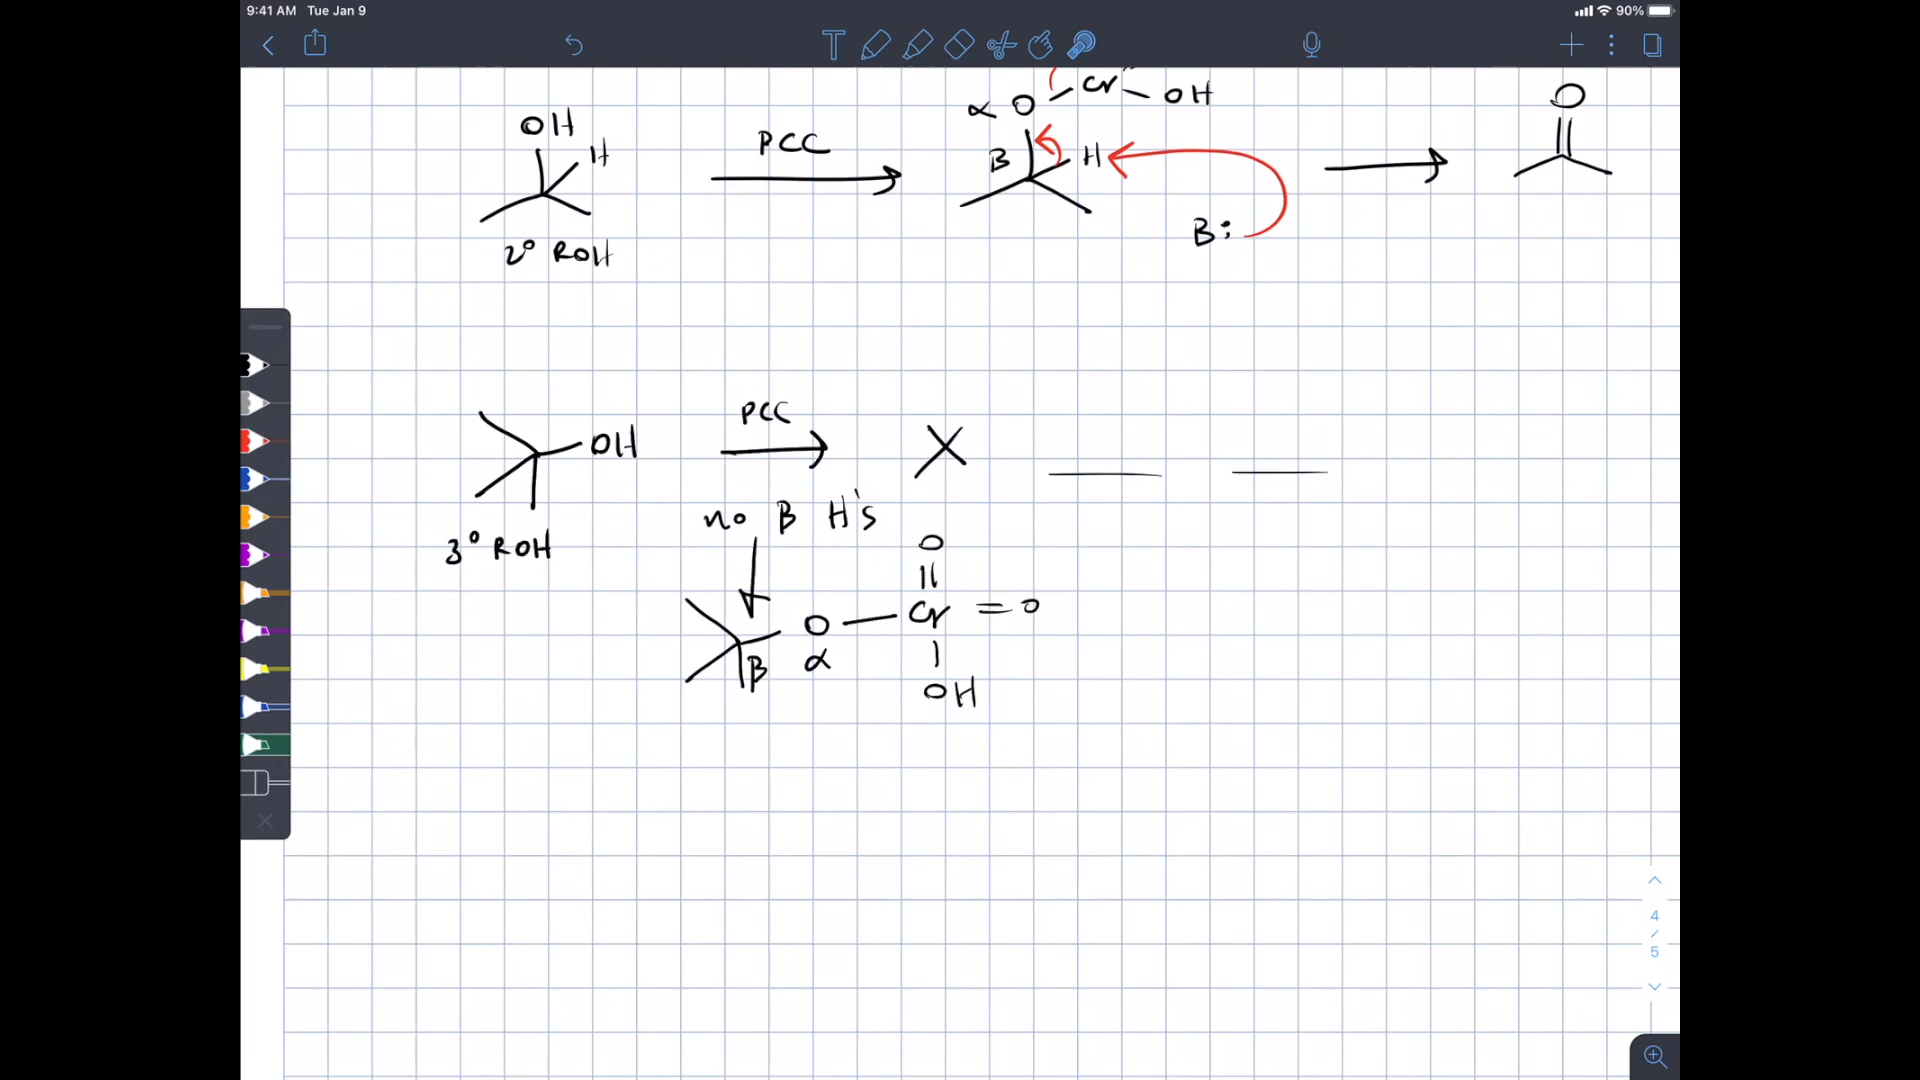 9:41 AM Tue Jan 9
90%
α O Cr OH
OH
H
PCC
B H
O
B:
2° ROH
PCC
OH
X
no B H's
3° ROH
O
O Cr = O
β α
OH
4
/
5